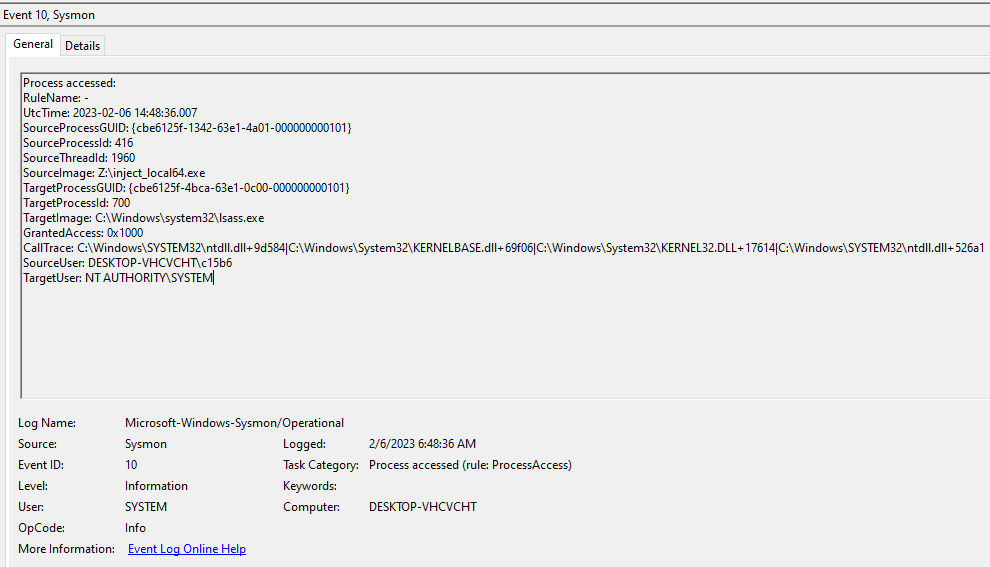 Event 10, Sysmon
General Details
Process accessed:
RuleName: -
UtcTime: 2023-02-06 14:48:36.007
SourceProcessGUID: {cbe6125f-1342-63e1-4a01-000000000101}
SourceProcessId: 416
SourceThreadId: 1960
SourceImage: Z:\inject_local64.exe
TargetProcessGUID: {cbe6125f-4bca-63e1-0c00-000000000101}
TargetProcessId: 700
TargetImage: C:\Windows\system32\lsass.exe
GrantedAccess: 0x1000
CallTrace: C:\Windows\SYSTEM32\ntdll.dll+9d584|C:\Windows\System32\KERNELBASE.dll+69f06|C:\Windows\System32\KERNEL32.DLL+17614|C:\Windows\SYSTEM32\ntdll.dll+526a1
SourceUser: DESKTOP-VHCVCHT\c15b6
TargetUser: NT AUTHORITY\SYSTEM
Log Name: Microsoft-Windows-Sysmon/Operational
Source: Sysmon Logged: 2/6/2023 6:48:36 AM
Event ID: 10 Task Category: Process accessed (rule: ProcessAccess)
Level: Information Keywords:
User: SYSTEM Computer: DESKTOP-VHCVCHT
OpCode: Info
More Information: Event Log Online Help